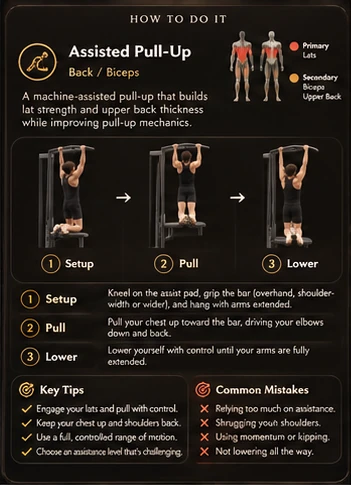 HOW TO DO IT
Assisted Pull-Up
Back / Biceps
A machine-assisted pull-up that builds
lat strength and upper back thickness
while improving pull-up mechanics.
Primary
Lats
Secondary
Biceps
Upper Back
1 Setup
2 Pull
3 Lower
1 Setup
Kneel on the assist pad, grip the bar (overhand, shoulder-
width or wider), and hang with arms extended.
2 Pull
Pull your chest up toward the bar, driving your elbows
down and back.
3 Lower
Lower yourself with control until your arms are fully
extended.
Key Tips
Engage your lats and pull with control.
Keep your chest up and shoulders back.
Use a full, controlled range of motion.
Choose an assistance level that's challenging.
Common Mistakes
Relying too much on assistance.
Shrugging your shoulders.
Using momentum or kipping.
Not lowering all the way.